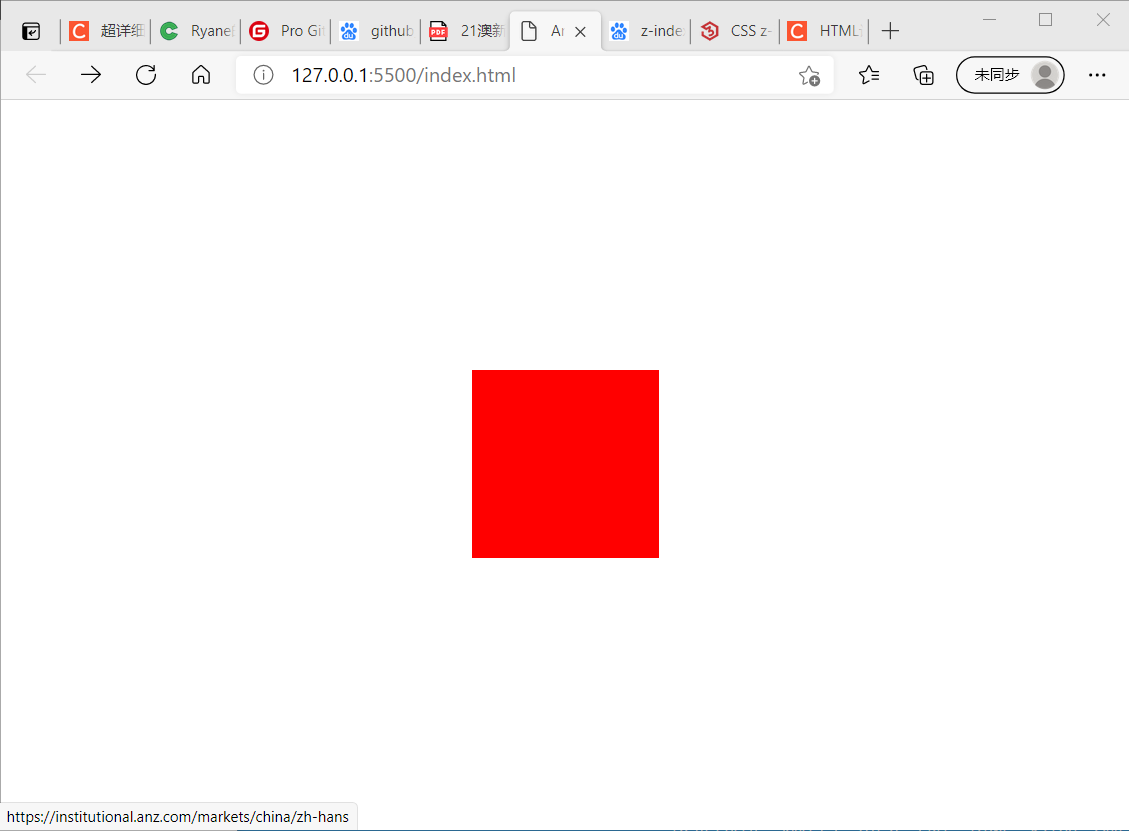 超详细 Ryane Pro Gi github 21澳新 An z-inde CSS z- HTML
127.0.0.1:5500/index.html 未同步
https://institutional.anz.com/markets/china/zh-hans